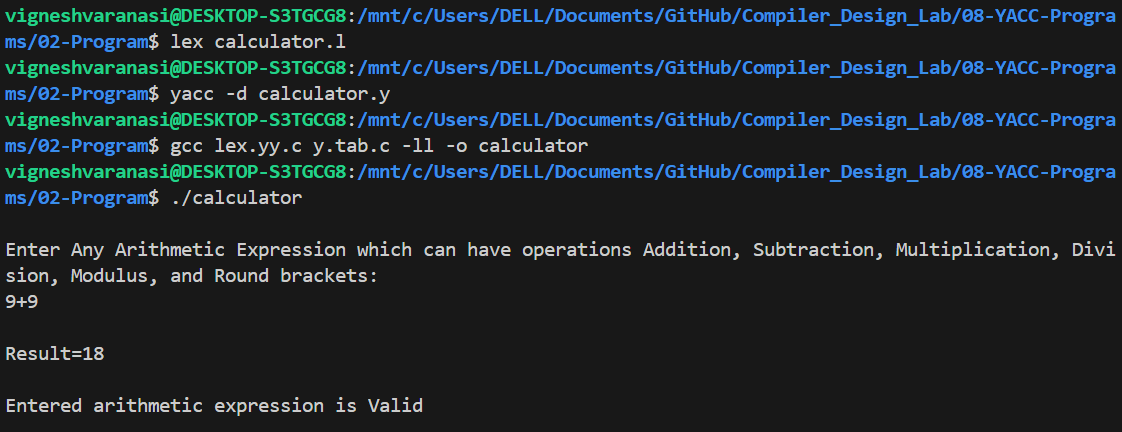 vigneshvaranasi@DESKTOP-S3TGCG8:/mnt/c/Users/DELL/Documents/GitHub/Compiler_Design_Lab/08-YACC-Progra
ms/02-Program$ lex calculator.l
vigneshvaranasi@DESKTOP-S3TGCG8:/mnt/c/Users/DELL/Documents/GitHub/Compiler_Design_Lab/08-YACC-Progra
ms/02-Program$ yacc -d calculator.y
vigneshvaranasi@DESKTOP-S3TGCG8:/mnt/c/Users/DELL/Documents/GitHub/Compiler_Design_Lab/08-YACC-Progra
ms/02-Program$ gcc lex.yy.c y.tab.c -ll -o calculator
vigneshvaranasi@DESKTOP-S3TGCG8:/mnt/c/Users/DELL/Documents/GitHub/Compiler_Design_Lab/08-YACC-Progra
ms/02-Program$ ./calculator
Enter Any Arithmetic Expression which can have operations Addition, Subtraction, Multiplication, Divi
sion, Modulus, and Round brackets:
9+9
Result=18
Entered arithmetic expression is Valid